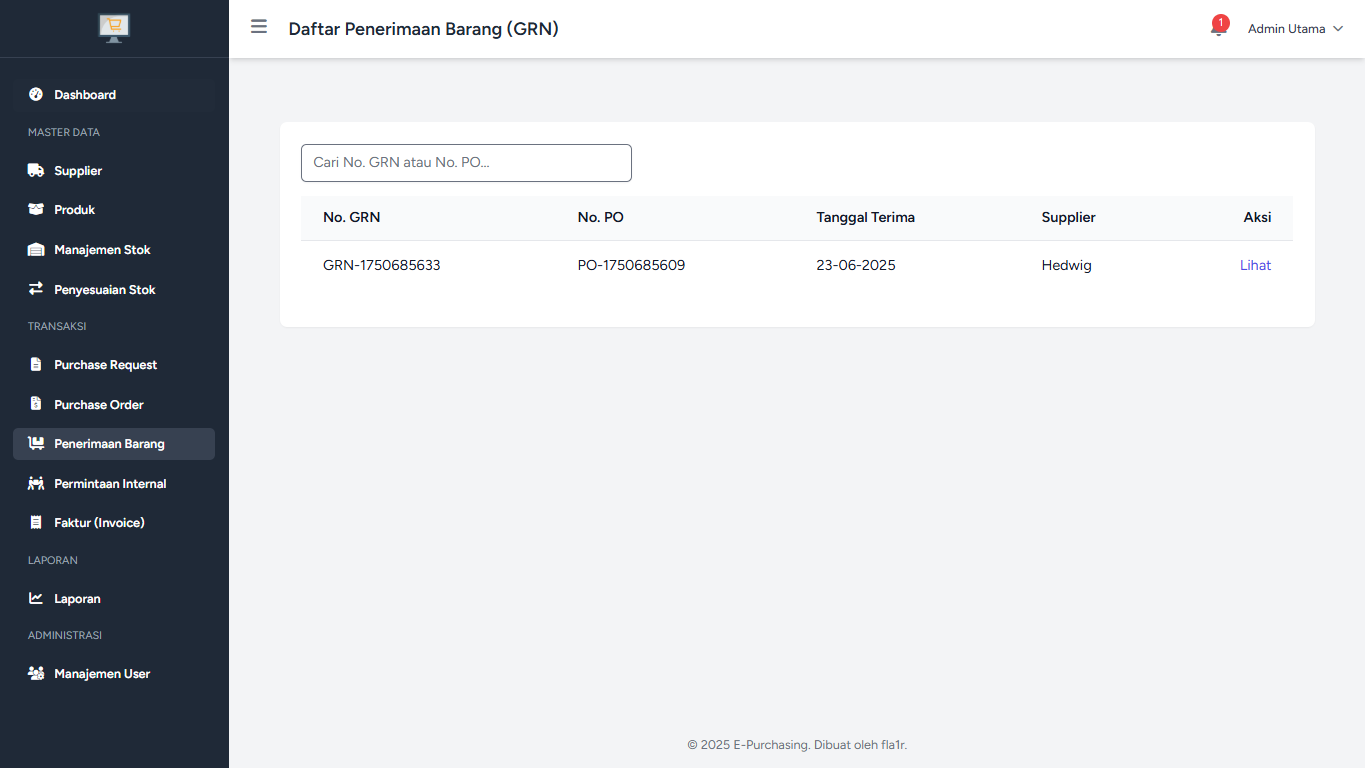 Daftar Penerimaan Barang (GRN)
1
Admin Utama
Dashboard
MASTER DATA
Supplier
Produk
Manajemen Stok
Penyesuaian Stok
TRANSAKSI
Purchase Request
Purchase Order
Penerimaan Barang
Permintaan Internal
Faktur (Invoice)
LAPORAN
Laporan
ADMINISTRASI
Manajemen User
Cari No. GRN atau No. PO...
No. GRN No. PO Tanggal Terima Supplier Aksi
GRN-1750685633 PO-1750685609 23-06-2025 Hedwig Lihat
© 2025 E-Purchasing. Dibuat oleh fla1r.